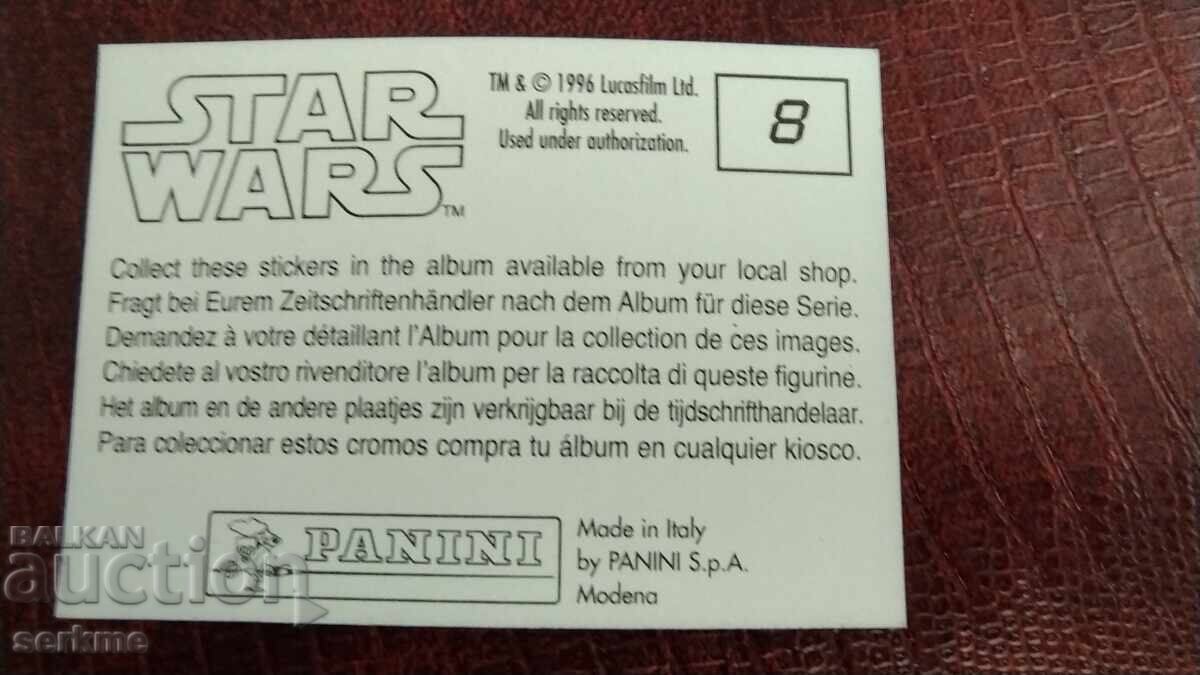 STAR
WARS™
TM & © 1996 Lucasfilm Ltd.
All rights reserved.
Used under authorization.
8
Collect these stickers in the album available from your local shop.
Fragt bei Eurem Zeitschriftenhändler nach dem Album für diese Serie.
Demandez à votre détaillant l'Album pour la collection de ces images.
Chiedete al vostro rivenditore l'album per la raccolta di queste figurine.
Het album en de andere plaatjes zijn verkrijgbaar bij de tijdschrifthandelaar.
Para coleccionar estos cromos compra tu álbum en cualquier kiosco.
PANINI
Made in Italy
by PANINI S.p.A.
Modena
BALKAN
auction
serkme